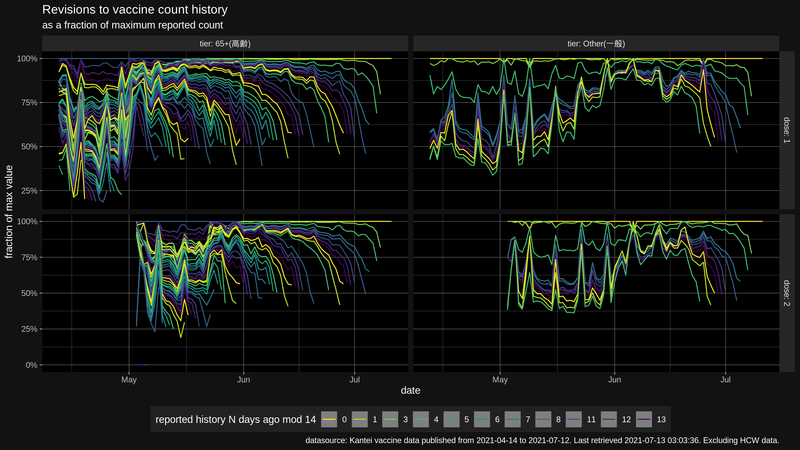 Revisions to vaccine count history
as a fraction of maximum reported count
tier: 65+(高齢)
tier: Other(一般)
100%
75%
50%
25%
dose: 1
100%
75%
50%
25%
0%
dose: 2
fraction of max value
May
Jun
Jul
May
Jun
Jul
date
reported history N days ago mod 14
0
1
3
4
5
6
7
8
11
12
13
datasource: Kantei vaccine data published from 2021-04-14 to 2021-07-12. Last retrieved 2021-07-13 03:03:36. Excluding HCW data.